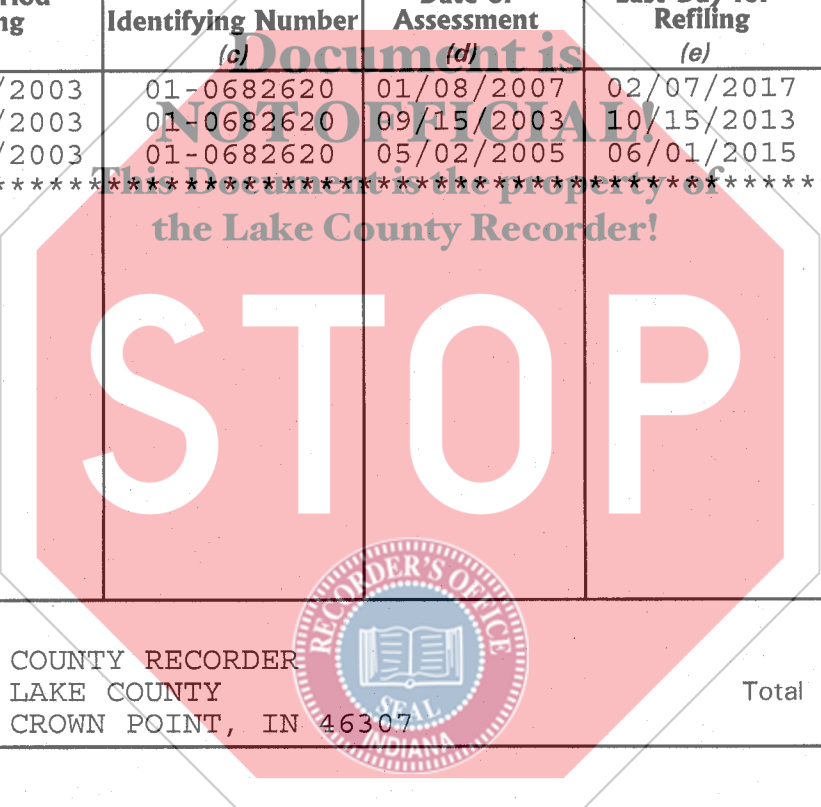 Identifying Number Assessment Refiling
(c) (d) (e)
Document is
/2003 01-0682620 01/08/2007 02/07/2017
NOT OFFICIAL!
/2003 01-0682620 09/15/2003 10/15/2013
/2003 01-0682620 05/02/2005 06/01/2015
This Document is the property of
the Lake County Recorder!
STOP
RECORDER'S OFFICE
SEAL
INDIANA
COUNTY RECORDER
LAKE COUNTY Total
CROWN POINT, IN 46307